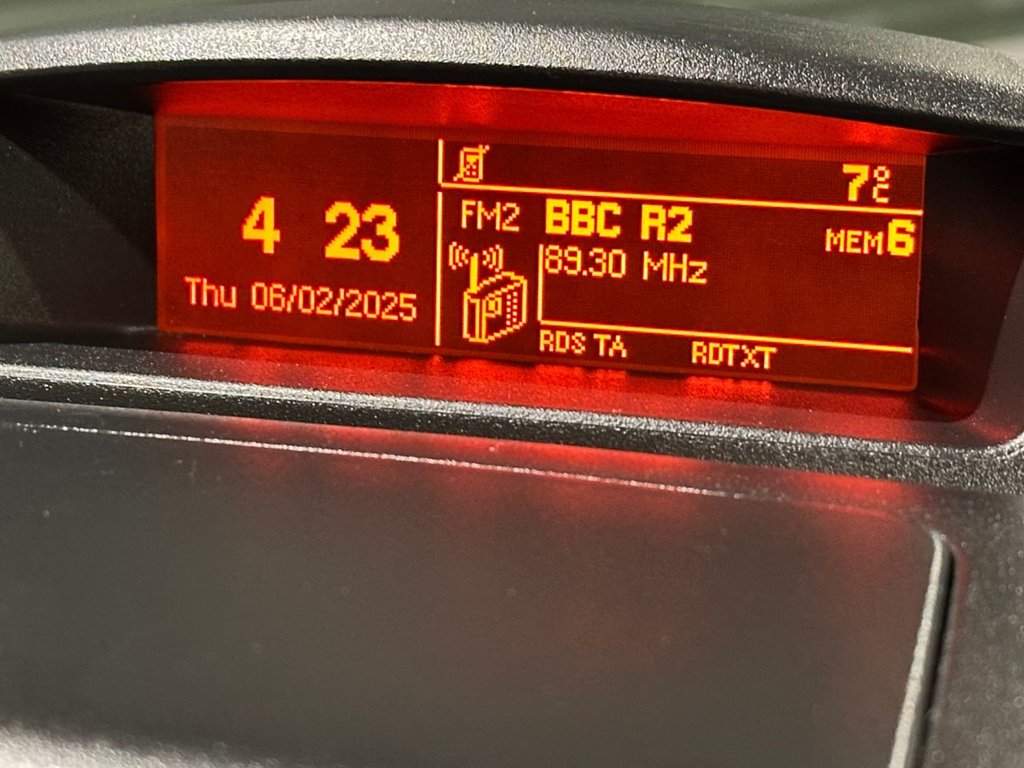 4 23
Thu 06/02/2025
7°C
FM2 BBC R2 MEM6
89.30 MHz
RDS TA RDTXT